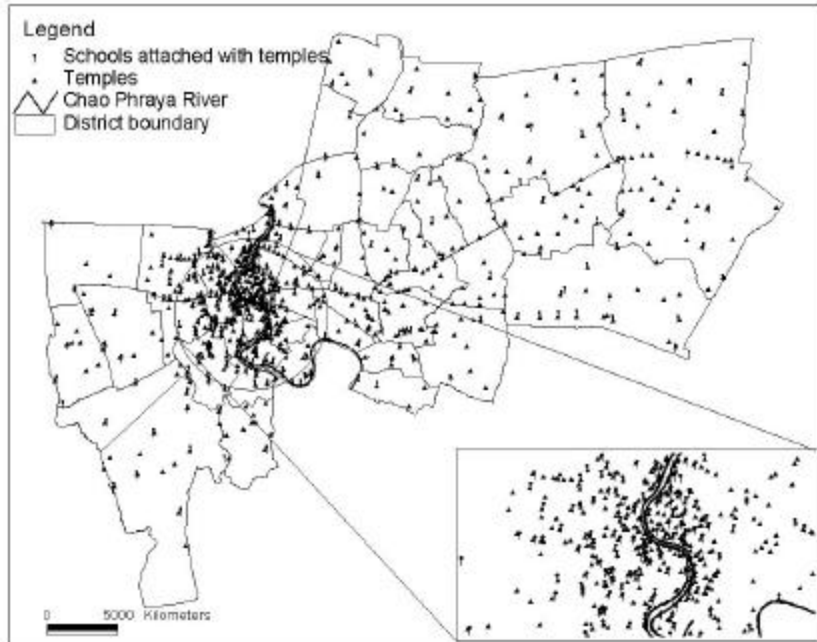 Legend
Schools attached with temples
Temples
Chao Phraya River
District boundary
0 5000 Kilometers